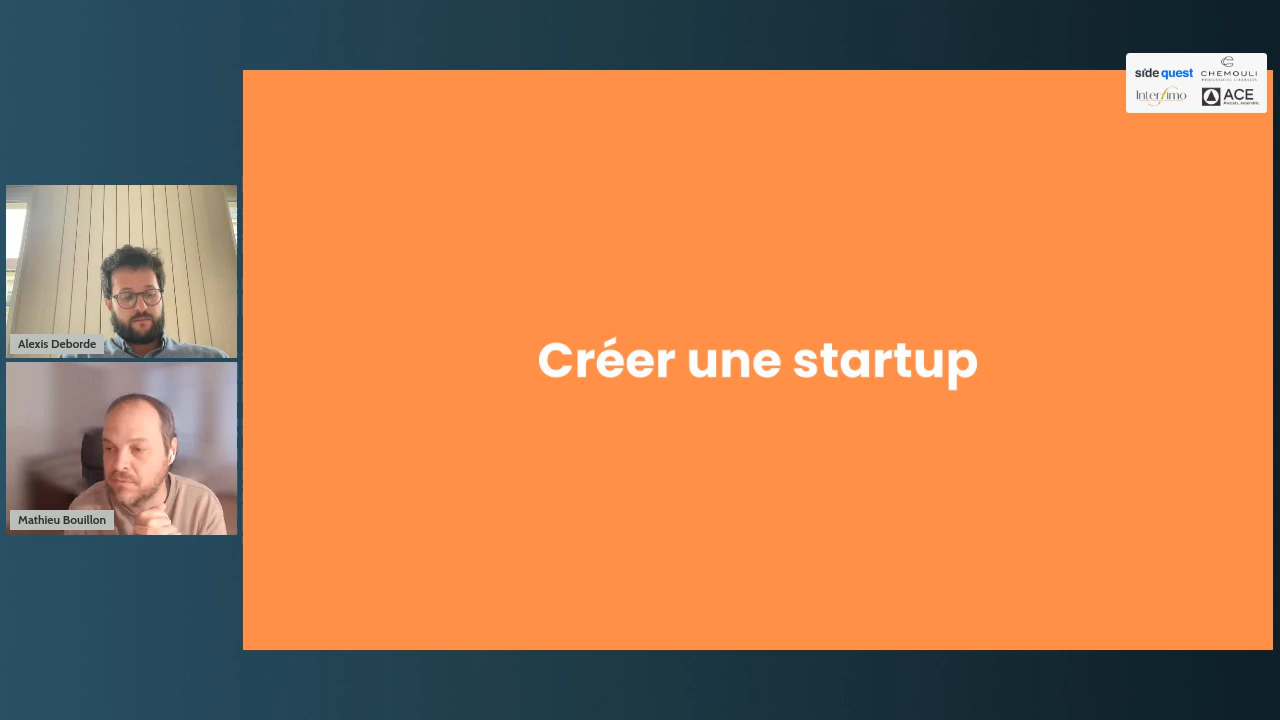 side quest
CHEMOULI
Interfimo
ACE
Créer une startup
Alexis Deborde
Mathieu Bouillon